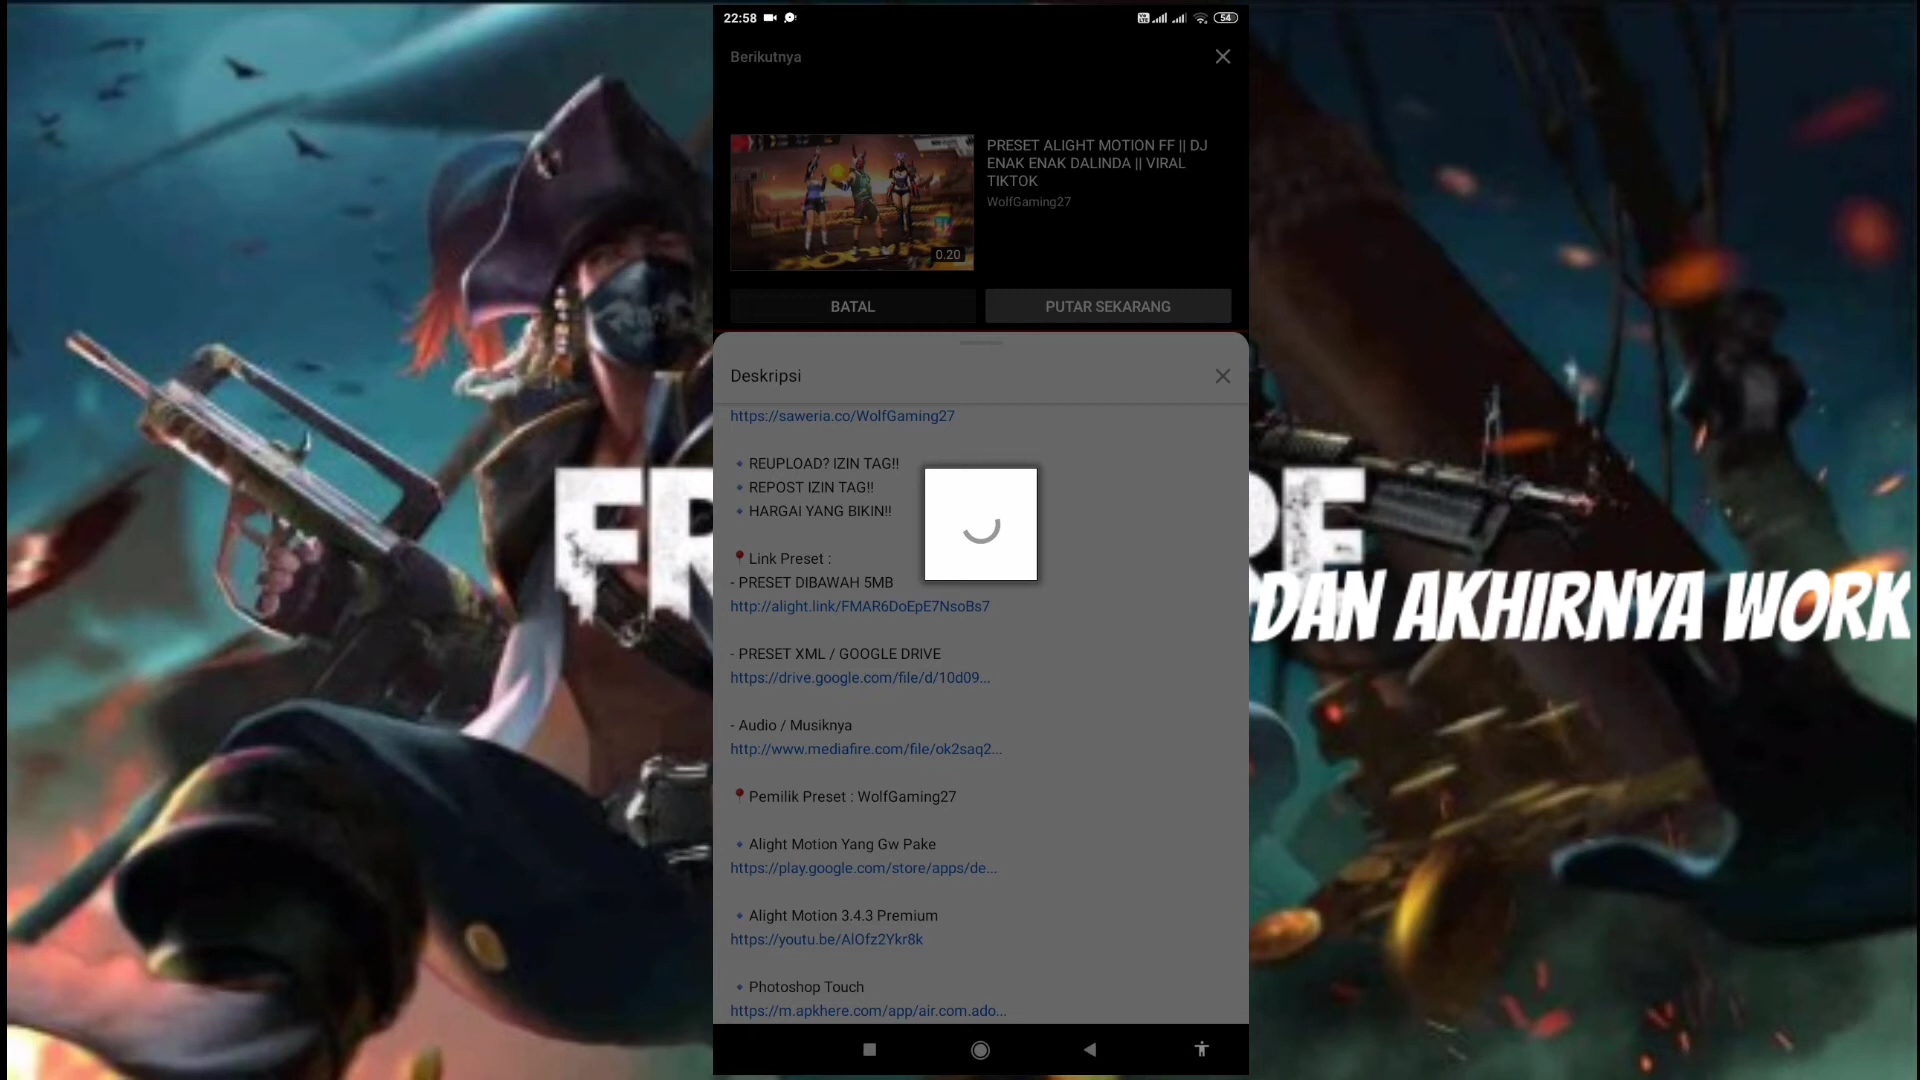 22:58
54
Berikutnya
PRESET ALIGHT MOTION FF || DJ
ENAK ENAK DALINDA || VIRAL
TIKTOK
WolfGaming27
0.20
BATAL
PUTAR SEKARANG
Deskripsi
https://saweria.co/WolfGaming27
REUPLOAD? IZIN TAG!!
REPOST IZIN TAG!!
HARGAI YANG BIKIN!!
Link Preset :
- PRESET DIBAWAH 5MB
http://alight.link/FMAR6DoEpE7NsoBs7
- PRESET XML / GOOGLE DRIVE
https://drive.google.com/file/d/10d09...
- Audio / Musiknya
http://www.mediafire.com/file/ok2saq2...
Pemilik Preset : WolfGaming27
Alight Motion Yang Gw Pake
https://play.google.com/store/apps/de...
Alight Motion 3.4.3 Premium
https://youtu.be/AlOfz2Ykr8k
Photoshop Touch
https://m.apkhere.com/app/air.com.ado...
FR
RE
DAN AKHIRNYA WORK